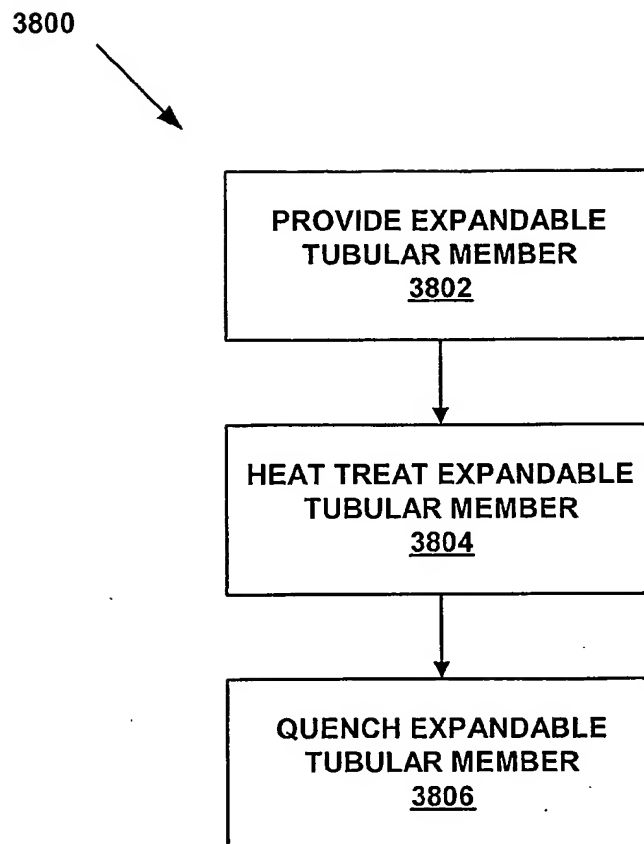 3800
PROVIDE EXPANDABLE
TUBULAR MEMBER
3802
HEAT TREAT EXPANDABLE
TUBULAR MEMBER
3804
QUENCH EXPANDABLE
TUBULAR MEMBER
3806